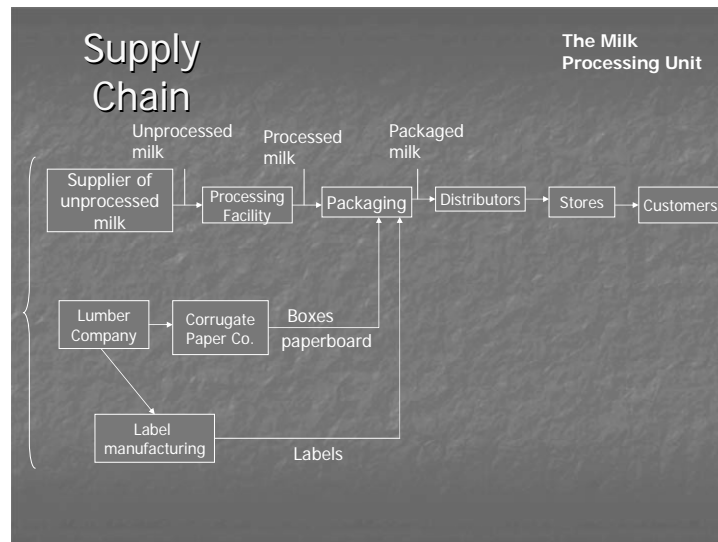 Supply
Chain
The Milk
Processing Unit
Unprocessed
milk
Processed
milk
Packaged
milk
Supplier of
unprocessed
milk
Processing
Facility
Packaging
Distributors
Stores
Customers
Lumber
Company
Corrugate
Paper Co.
Boxes
paperboard
Label
manufacturing
Labels